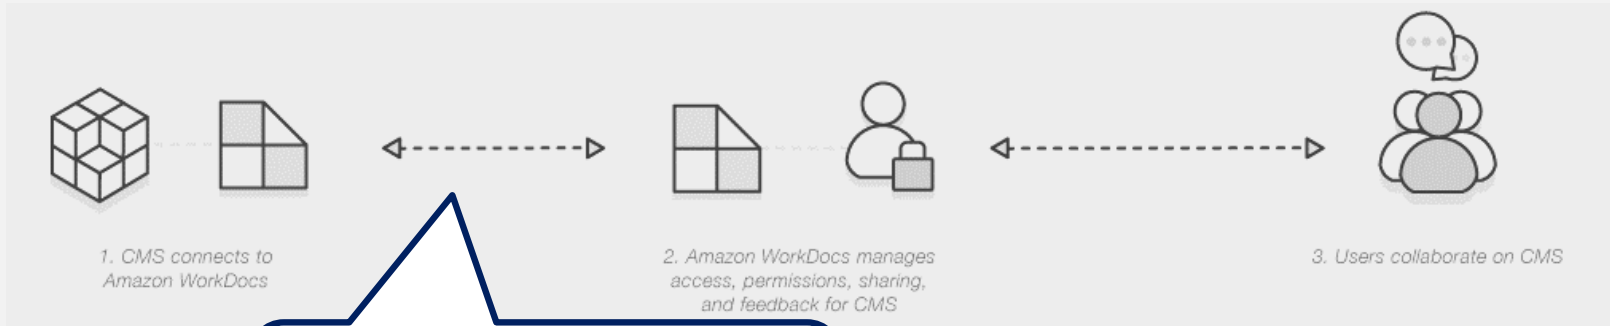 1. CMS connects to
Amazon WorkDocs
2. Amazon WorkDocs manages
access, permissions, sharing,
and feedback for CMS
3. Users collaborate on CMS